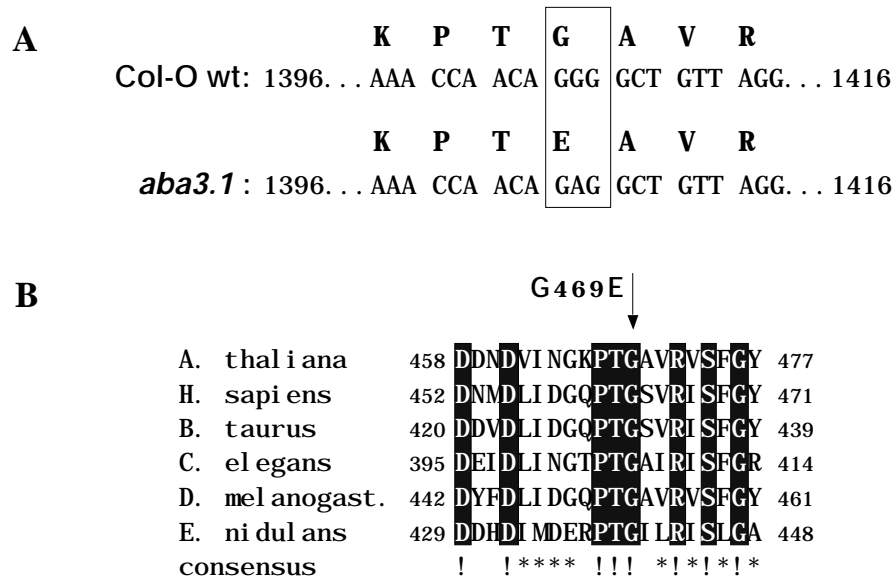 A
K P T G A V R
Col-O wt: 1396... AAA CCA ACA GGG GCT GTT AGG... 1416
K P T E A V R
aba3.1: 1396... AAA CCA ACA GAG GCT GTT AGG... 1416
B
G469E
A. thaliana 458 DDNDVINGKPTGAVRVSFGY 477
H. sapiens 452 DNMDLIDGQPTGSVRISFGY 471
B. taurus 420 DDVDLIDGQPTGSVRISFGY 439
C. elegans 395 DEIDLINGTPTGAIRISFGR 414
D. melanogast. 442 DYFDLIDGQPTGAVRVSFGY 461
E. nidulans 429 DDHDIMDERPTGILRISLGA 448
consensus ! !**** !!! *!*!*!*